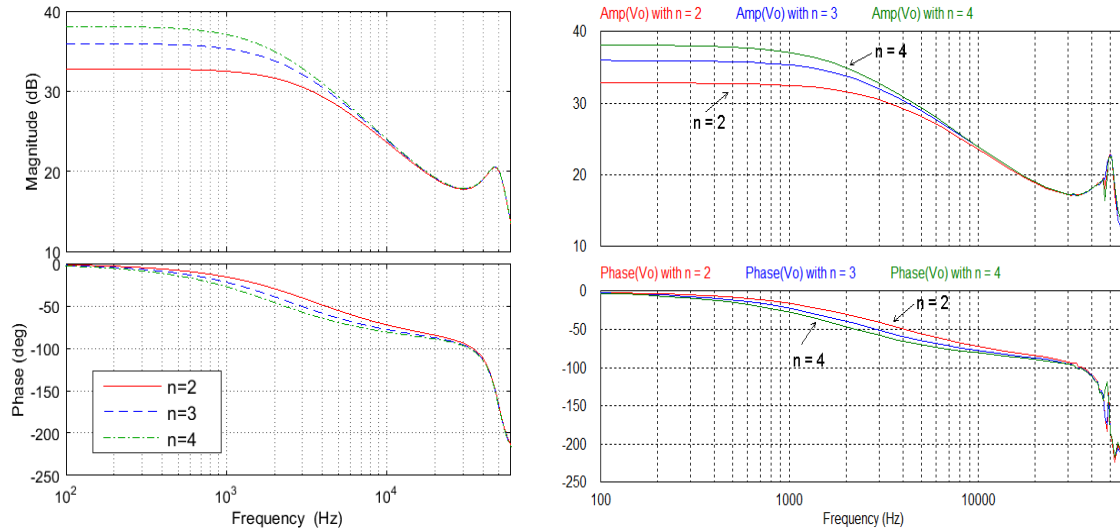 40
30
20
10
Magnitude (dB)
0
-50
-100
-150
-200
-250
Phase (deg)
n=2
n=3
n=4
10^2
10^3
10^4
Frequency (Hz)
Amp(Vo) with n = 2 Amp(Vo) with n = 3 Amp(Vo) with n = 4
40
30
20
10
n = 4
n = 2
Phase(Vo) with n = 2 Phase(Vo) with n = 3 Phase(Vo) with n = 4
0
-50
-100
-150
-200
-250
n = 2
n = 4
100 1000 10000
Frequency (Hz)